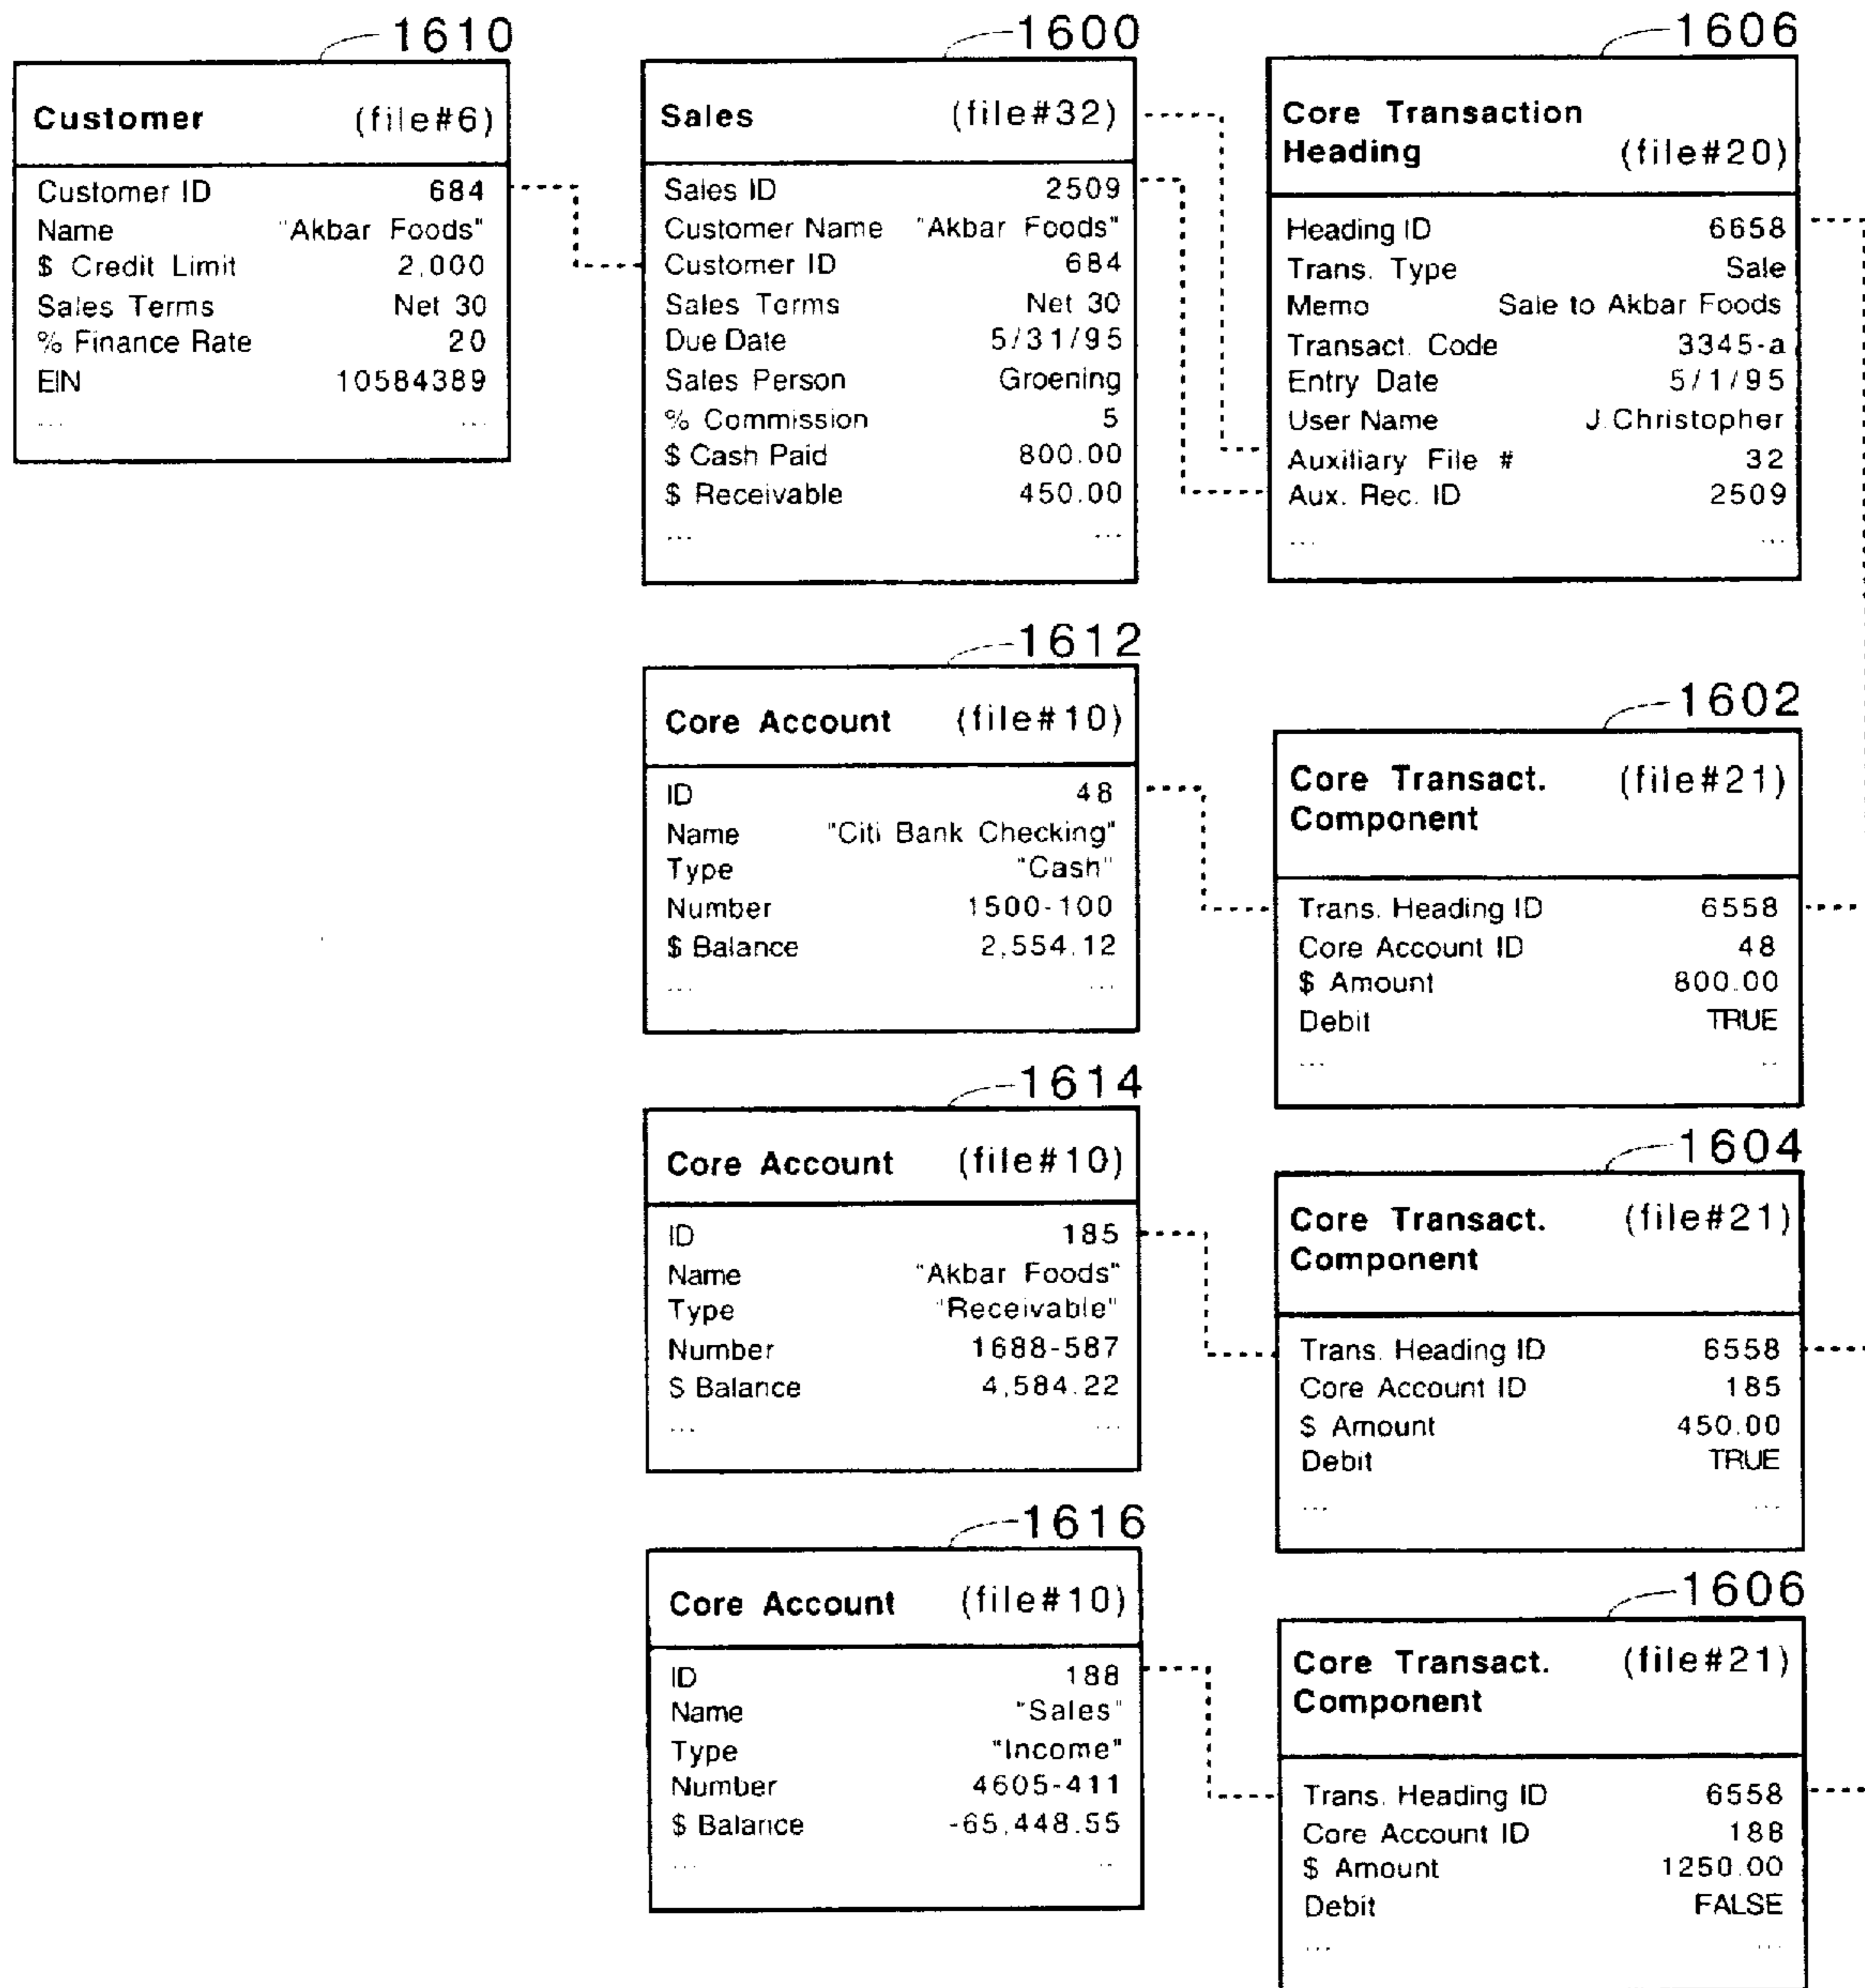 1610
Customer (file#6)
Customer ID 684
Name "Akbar Foods"
$ Credit Limit 2,000
Sales Terms Net 30
% Finance Rate 20
EIN 10584389
... ...
1600
Sales (file#32)
Sales ID 2509
Customer Name "Akbar Foods"
Customer ID 684
Sales Terms Net 30
Due Date 5/31/95
Sales Person Groening
% Commission 5
$ Cash Paid 800.00
$ Receivable 450.00
... ...
1606
Core Transaction
Heading (file#20)
Heading ID 6658
Trans. Type Sale
Memo Sale to Akbar Foods
Transact. Code 3345-a
Entry Date 5/1/95
User Name J.Christopher
Auxiliary File # 32
Aux. Rec. ID 2509
... ...
1612
Core Account (file#10)
ID 48
Name "Citi Bank Checking"
Type "Cash"
Number 1500-100
$ Balance 2,554.12
... ...
1602
Core Transact. (file#21)
Component
Trans. Heading ID 6558
Core Account ID 48
$ Amount 800.00
Debit TRUE
... ...
1614
Core Account (file#10)
ID 185
Name "Akbar Foods"
Type "Receivable"
Number 1688-587
$ Balance 4,584.22
... ...
1604
Core Transact. (file#21)
Component
Trans. Heading ID 6558
Core Account ID 185
$ Amount 450.00
Debit TRUE
... ...
1616
Core Account (file#10)
ID 188
Name "Sales"
Type "Income"
Number 4605-411
$ Balance -65,448.55
... ...
1606
Core Transact. (file#21)
Component
Trans. Heading ID 6558
Core Account ID 188
$ Amount 1250.00
Debit FALSE
... ...